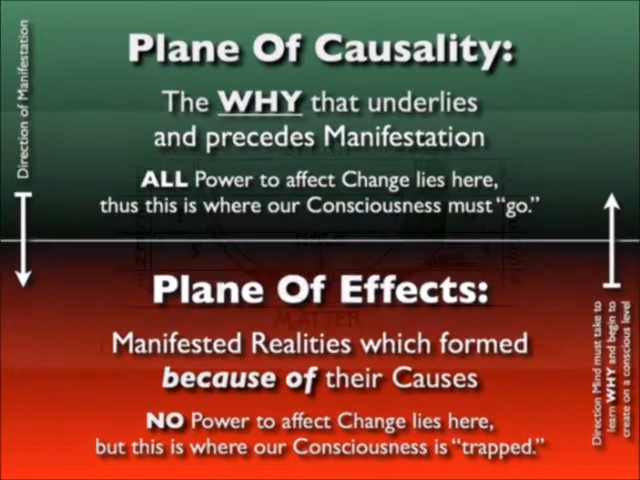 Direction of Manifestation
Plane Of Causality:
The WHY that underlies
and precedes Manifestation
ALL Power to affect Change lies here,
thus this is where our Consciousness must “go.”
Plane Of Effects:
MATTER
Manifested Realities which formed
because of their Causes
NO Power to affect Change lies here,
but this is where our Consciousness is “trapped.”
Direction Mind must take to
learn WHY and begin to
create on a conscious level